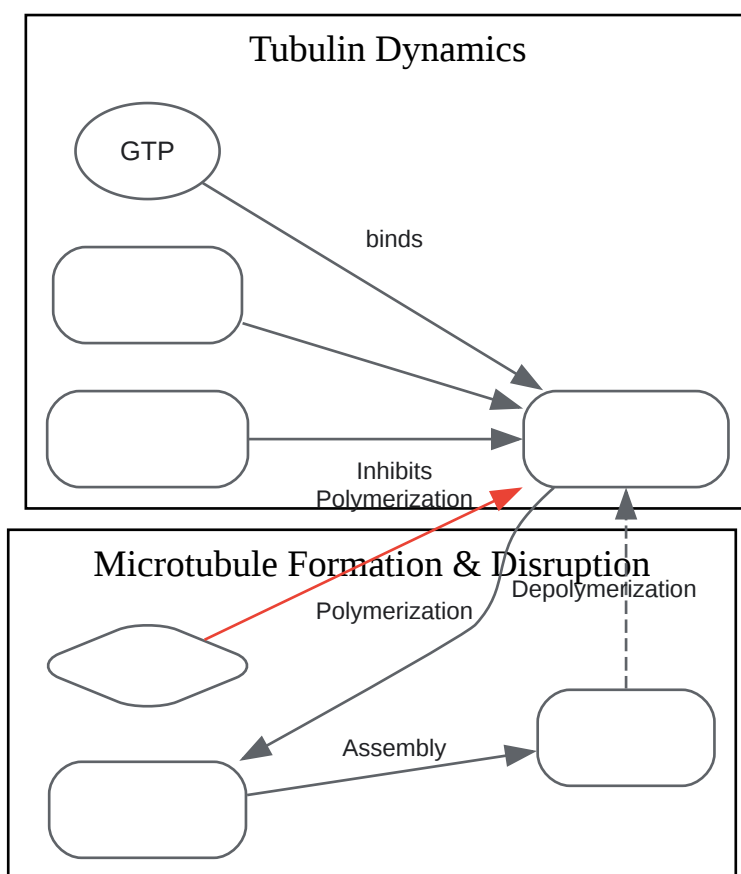 Tubulin Dynamics
GTP
binds
Inhibits
Polymerization
Microtubule Formation & Disruption
Depolymerization
Polymerization
Assembly